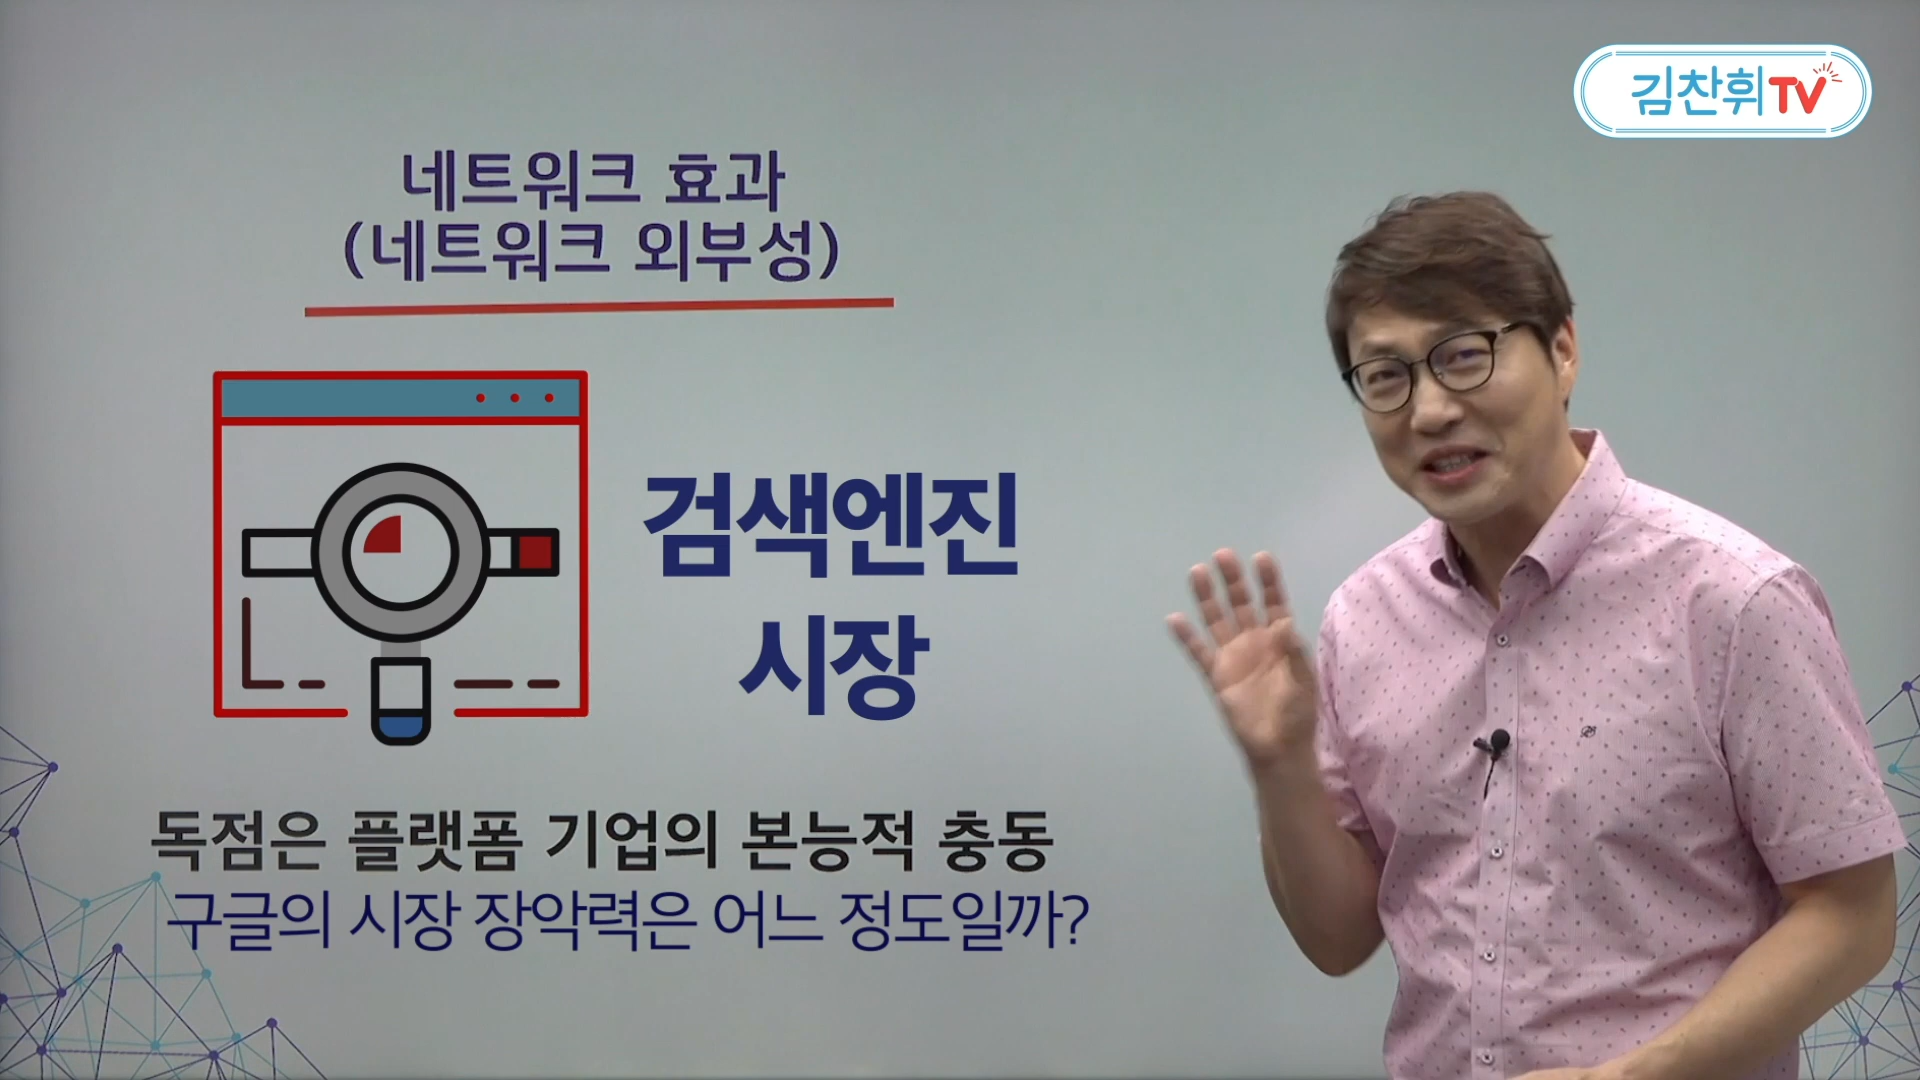 김찬휘TV
네트워크 효과
(네트워크 외부성)
검색엔진
시장
독점은 플랫폼 기업의 본능적 충동
구글의 시장 장악력은 어느 정도일까?